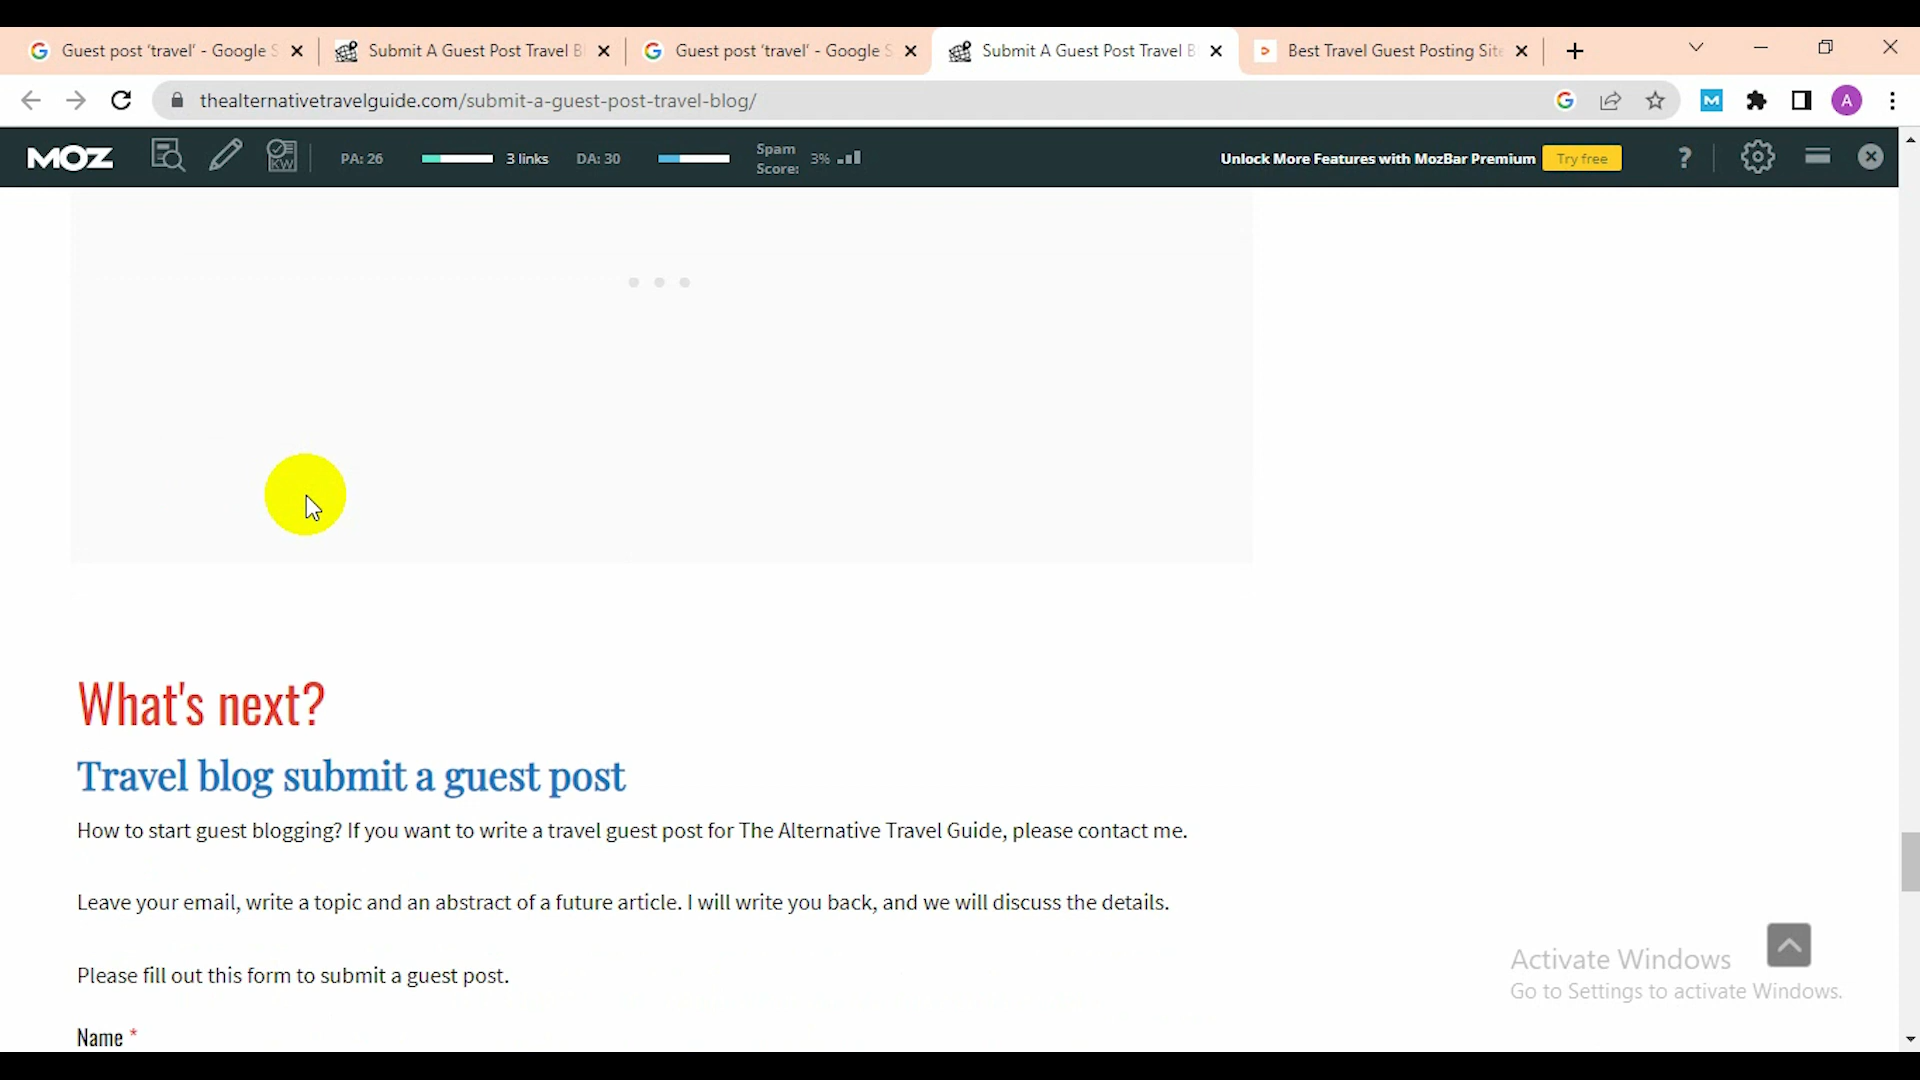 Guest post ‘travel’ - Google S
Submit A Guest Post Travel B
Guest post ‘travel’ - Google S
Submit A Guest Post Travel B
Best Travel Guest Posting Site
thealternativetravelguide.com/submit-a-guest-post-travel-blog/
A
MOZ
KW
PA: 26
3 links
DA: 30
Spam Score:
3%
Unlock More Features with MozBar Premium
Try free
?
What's next?
Travel blog submit a guest post
How to start guest blogging? If you want to write a travel guest post for The Alternative Travel Guide, please contact me.
Leave your email, write a topic and an abstract of a future article. I will write you back, and we will discuss the details.
Please fill out this form to submit a guest post.
Activate Windows
Go to Settings to activate Windows.
Name *